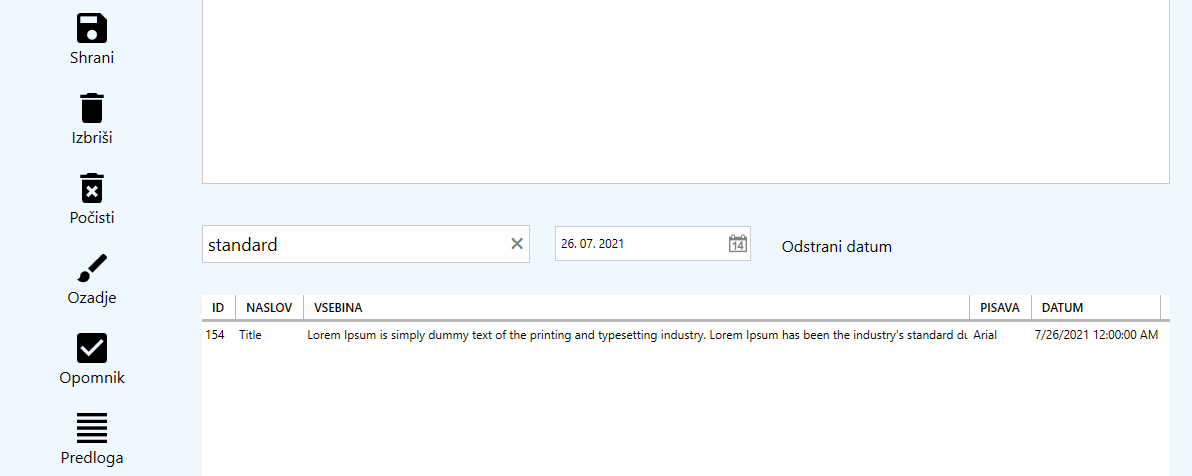 Shrani
Izbriši
Počisti
Ozadje
Opomnik
Predloga
standard
26. 07. 2021
14
Odstrani datum
ID NASLOV VSEBINA PISAVA DATUM
154 Title Lorem Ipsum is simply dummy text of the printing and typesetting industry. Lorem Ipsum has been the industry's standard du Arial 7/26/2021 12:00:00 AM